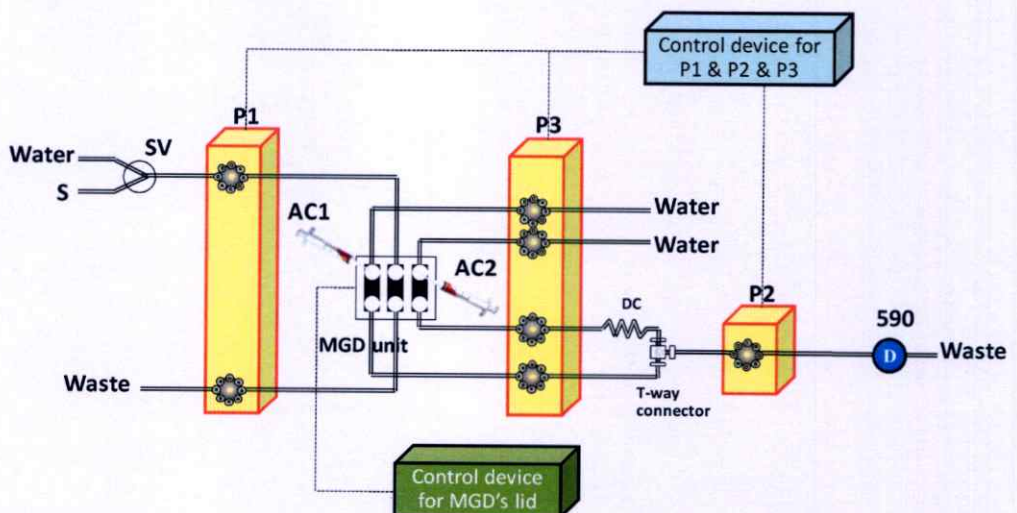 Control device for
P1 & P2 & P3
P1
P3
Water
SV
S
AC1
Water
Water
AC2
DC
P2
590
MGD unit
D
Waste
Waste
T-way
connector
Control device
for MGD's lid